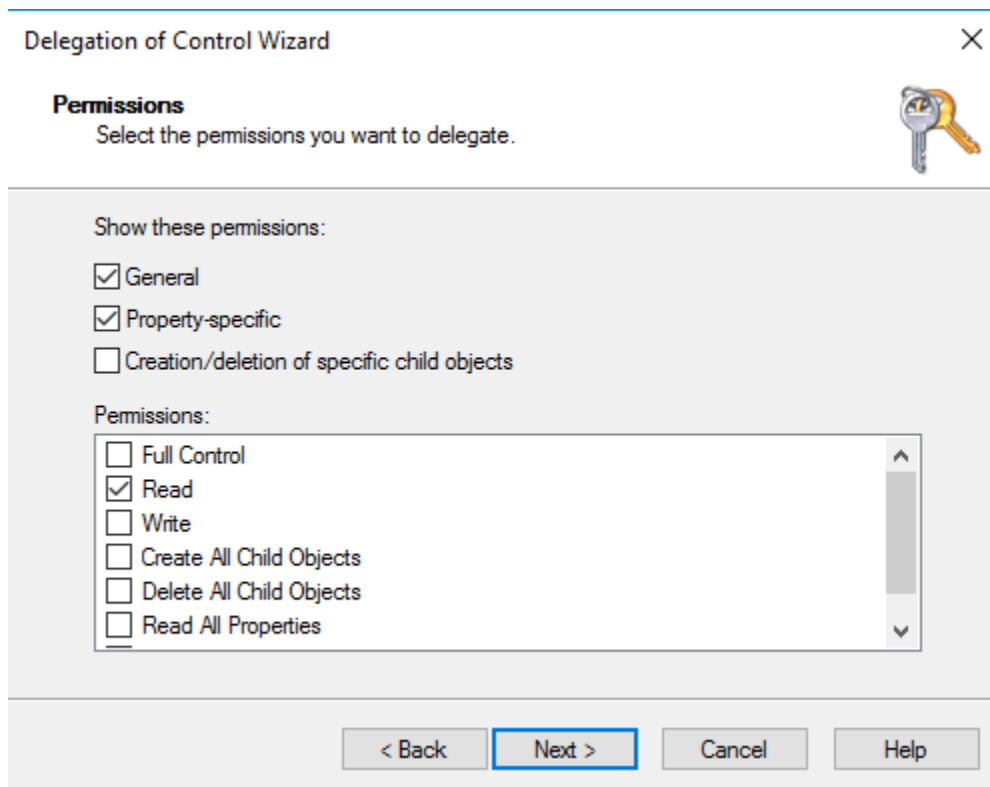 Delegation of Control Wizard
Permissions
Select the permissions you want to delegate.
Show these permissions:
General
Property-specific
Creation/deletion of specific child objects
Permissions:
Full Control
Read
Write
Create All Child Objects
Delete All Child Objects
Read All Properties
< Back Next > Cancel Help